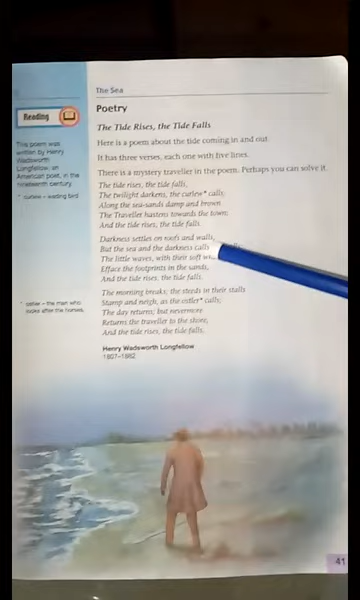 The Sea
Reading
This poem was
written by Henry
Wadsworth
Longfellow, an
American poet, in the
nineteenth century.
* curlew – wading bird
Poetry
The Tide Rises, the Tide Falls
Here is a poem about the tide coming in and out.
It has three verses, each one with five lines.
There is a mystery traveller in the poem. Perhaps you can solve it.
The tide rises, the tide falls,
The twilight darkens, the curlew* calls;
Along the sea-sands damp and brown
The Traveller hastens towards the town;
And the tide rises, the tide falls.
Darkness settles on roofs and walls,
But the sea and the darkness calls
The little waves, with their soft
Efface the footprints in the sands,
And the tide rises, the tide falls.
* ostler – the man who
looks after the horses.
The morning breaks; the steeds in their stalls
Stamp and neigh, as the ostler* calls;
The day returns; but nevermore
Returns the traveller to the shore,
And the tide rises, the tide falls.
Henry Wadsworth Longfellow
1807–1882
41